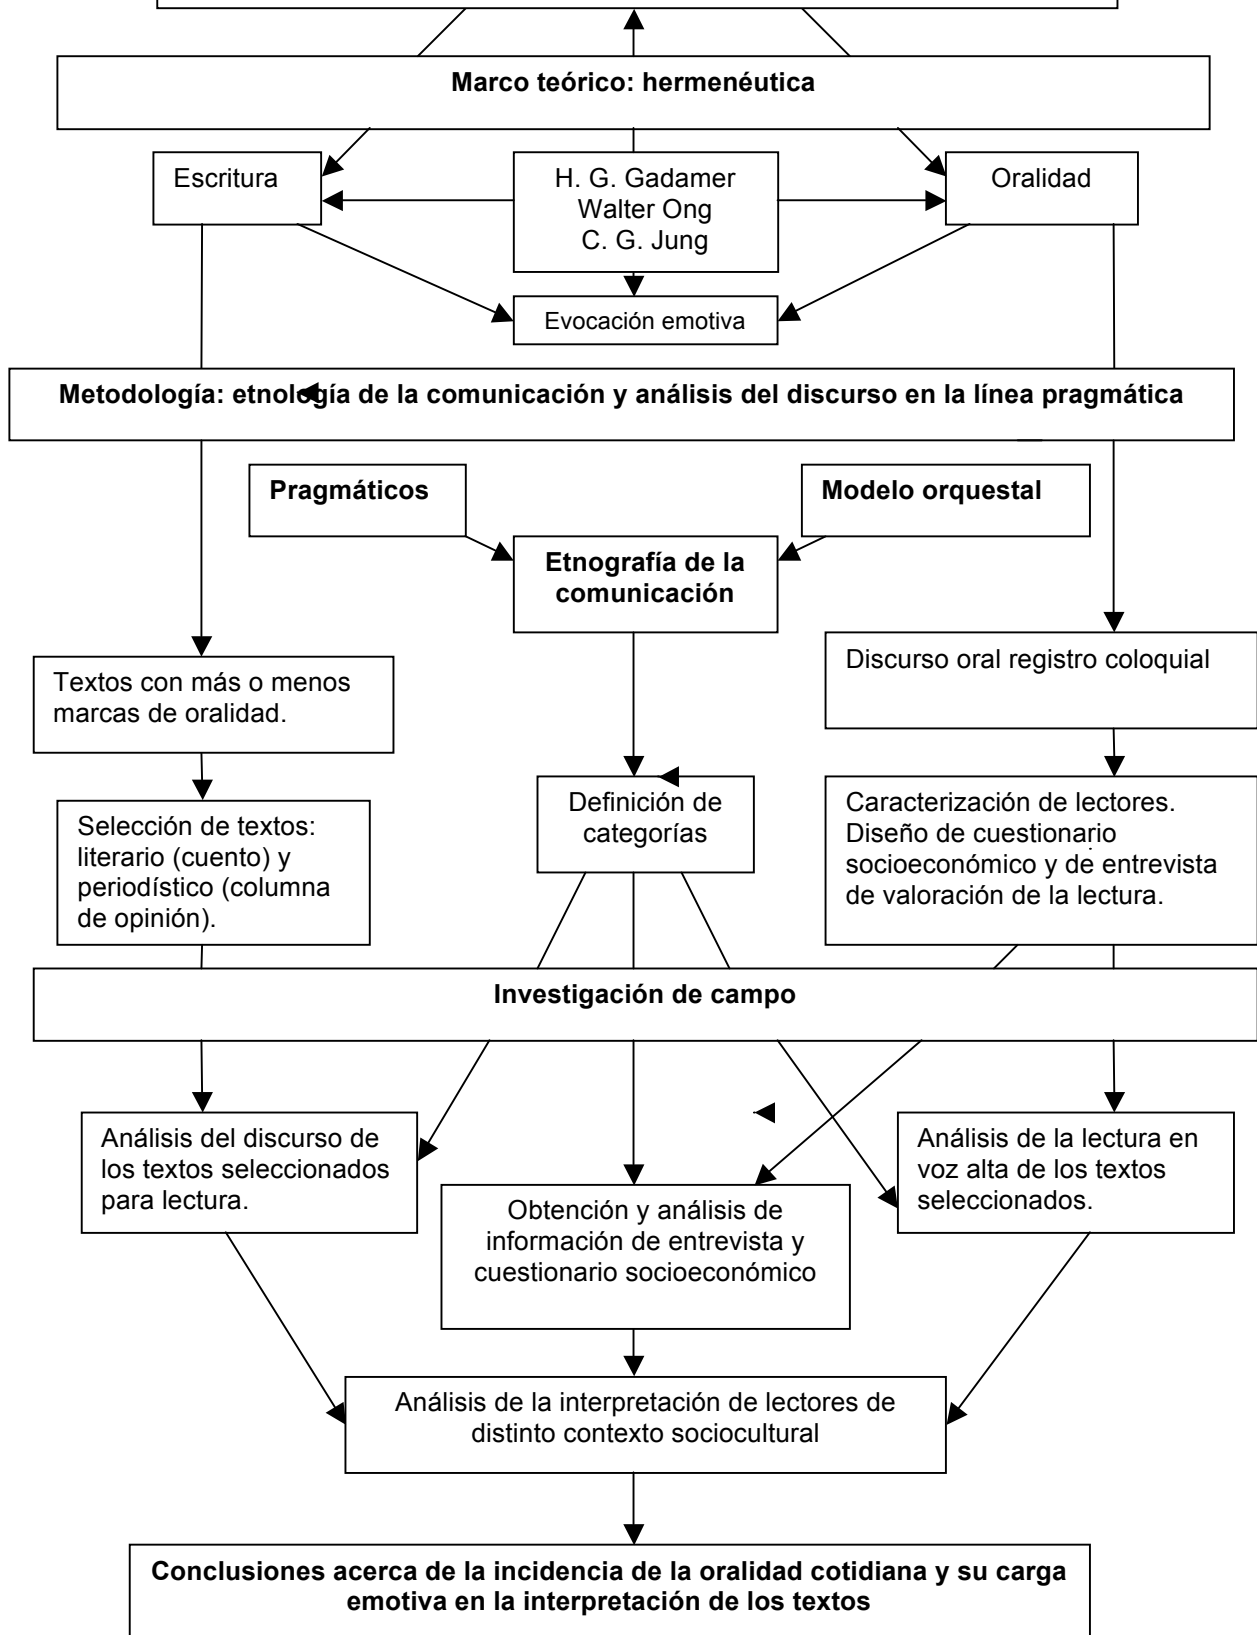 Marco teórico: hermenéutica
Escritura
H. G. Gadamer
Walter Ong
C. G. Jung
Oralidad
Evocación emotiva
Metodología: etnología de la comunicación y análisis del discurso en la línea pragmática
Pragmáticos
Modelo orquestal
Etnografía de la
comunicación
Discurso oral registro coloquial
Textos con más o menos
marcas de oralidad.
Definición de
categorías
Caracterización de lectores.
Diseño de cuestionario
socioeconómico y de entrevista
de valoración de la lectura.
Selección de textos:
literario (cuento) y
periodístico (columna
de opinión).
Investigación de campo
Análisis del discurso de
los textos seleccionados
para lectura.
Análisis de la lectura en
voz alta de los textos
seleccionados.
Obtención y análisis de
información de entrevista y
cuestionario socioeconómico
Análisis de la interpretación de lectores de
distinto contexto sociocultural
Conclusiones acerca de la incidencia de la oralidad cotidiana y su carga
emotiva en la interpretación de los textos